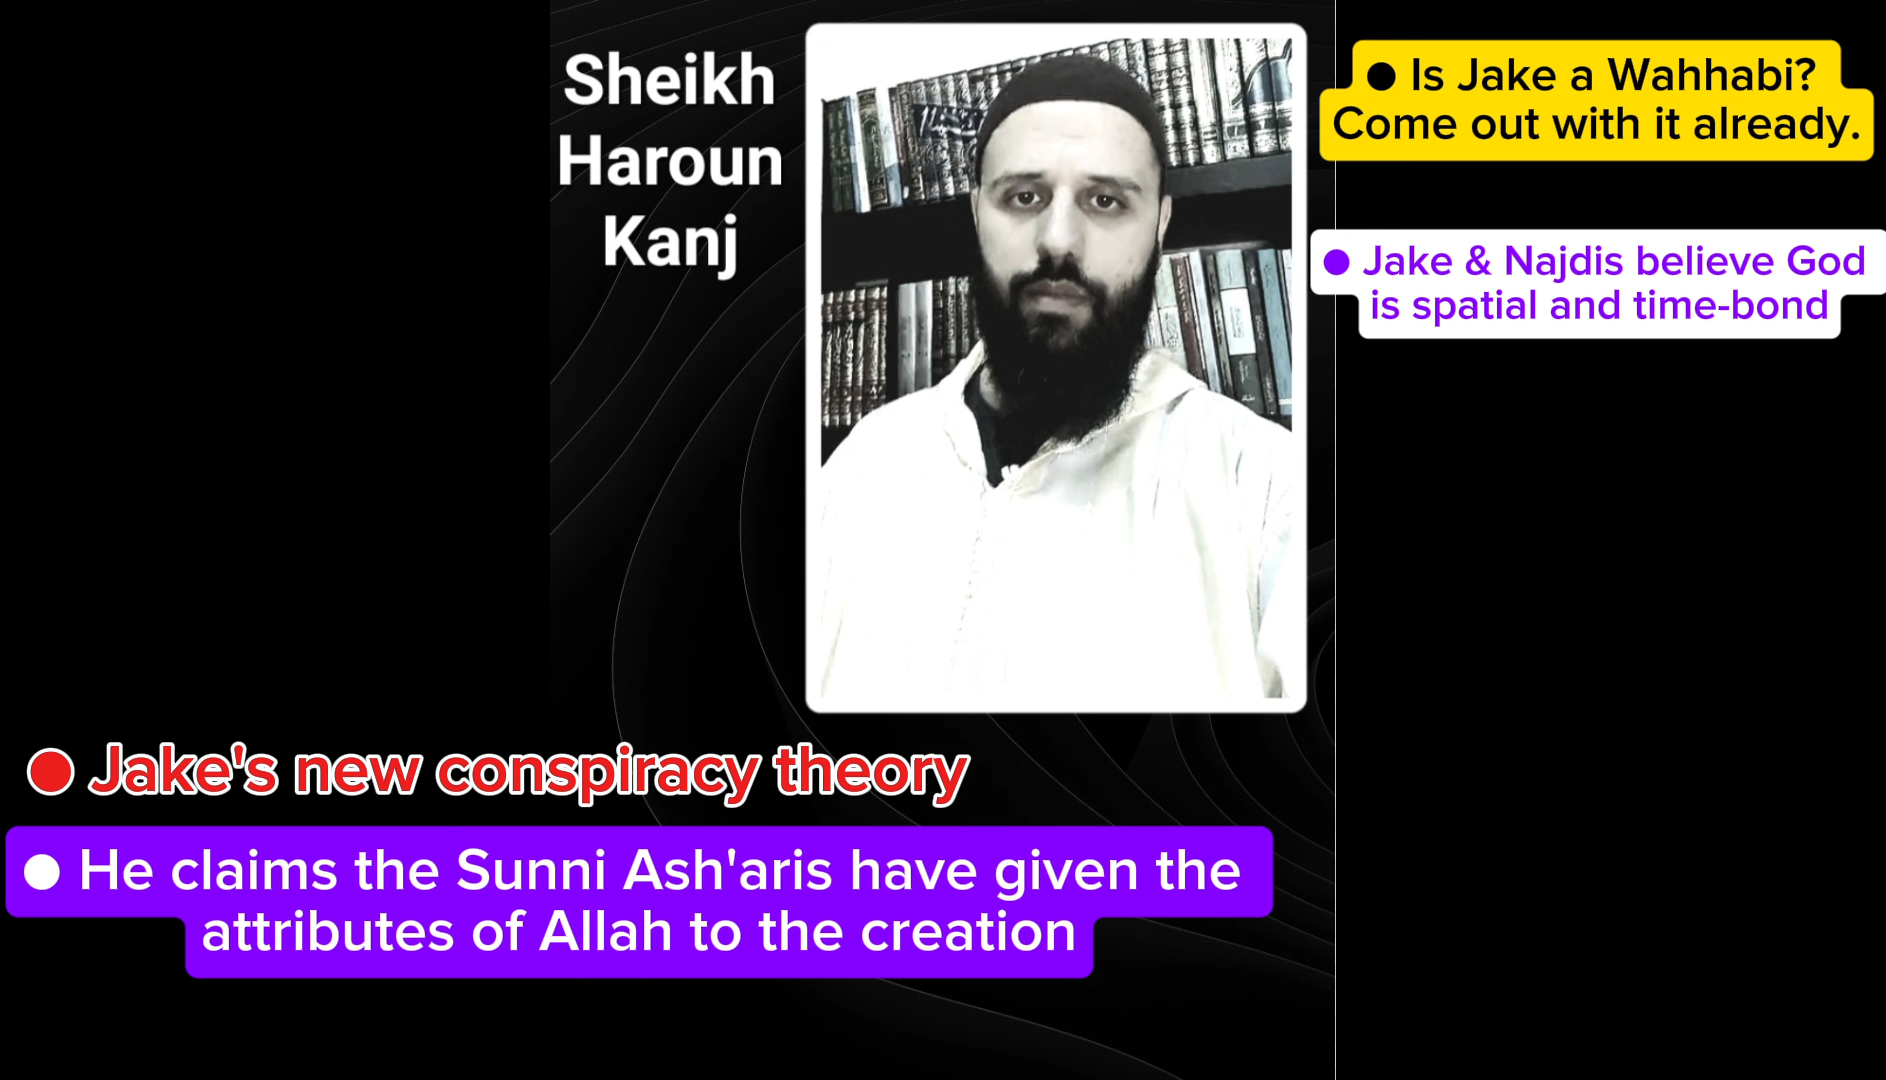 Sheikh
Haroun
Kanj
● Is Jake a Wahhabi?
Come out with it already.
● Jake & Najdis believe God
is spatial and time-bond
● Jake's new conspiracy theory
● He claims the Sunni Ash'aris have given the
attributes of Allah to the creation